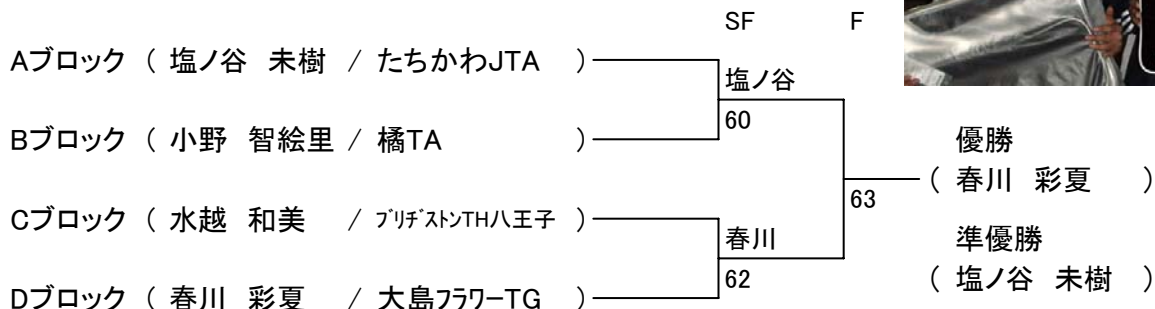 SF F
Aブロック ( 塩ノ谷 未樹 / たちかわJTA )
塩ノ谷
60
Bブロック ( 小野 智絵里 / 橘TA )
優勝
( 春川 彩夏 )
63
Cブロック ( 水越 和美 / ブリヂストンTH八王子 )
春川
62
準優勝
( 塩ノ谷 未樹 )
Dブロック ( 春川 彩夏 / 大島フラワーTG )